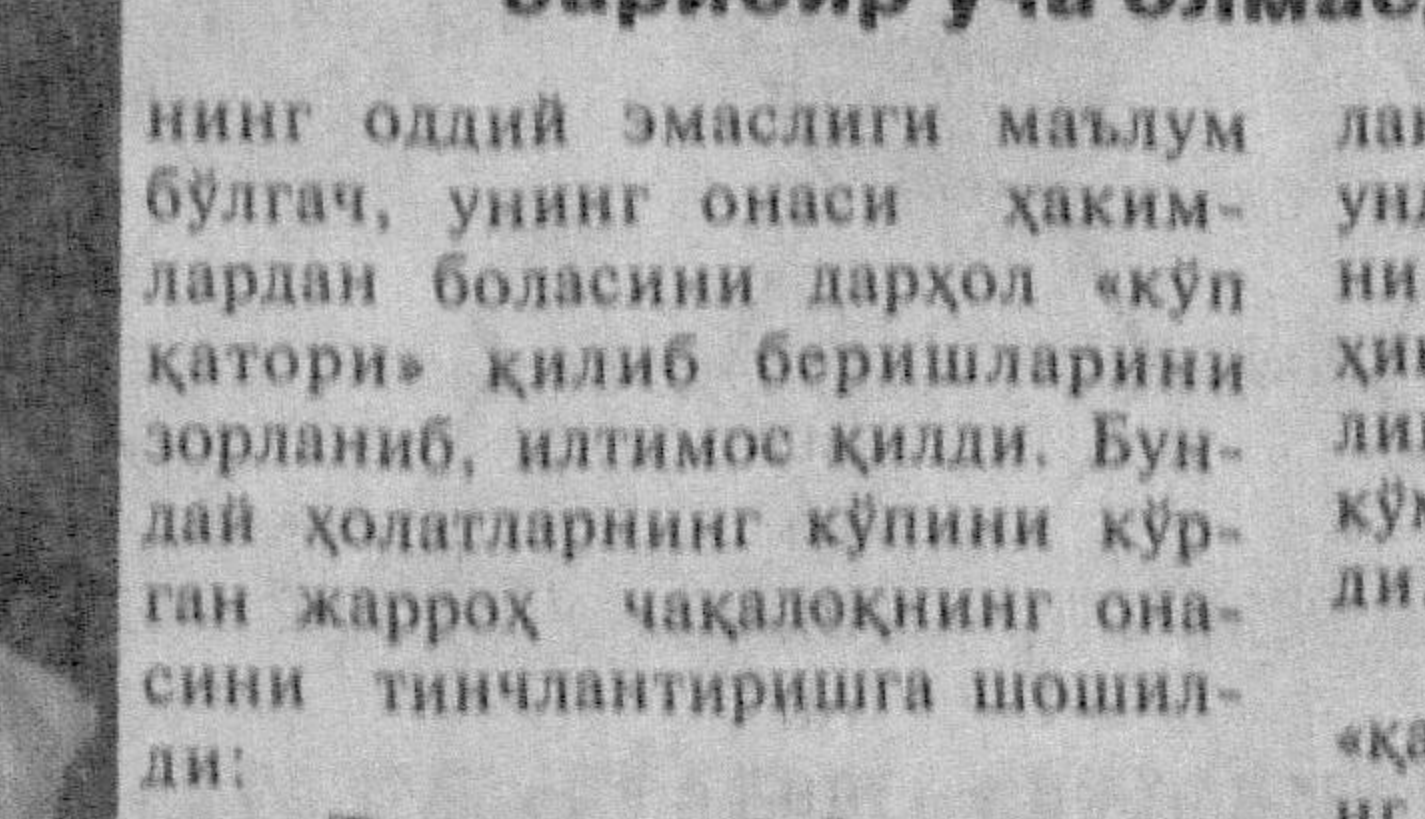 нинг оддий эмаслиги маълум
бўлгач, унинг онаси ҳаким-
лардан боласини дарҳол «кўп
қатори» қилиб беришларини
зорланиб, илтимос қилди. Бун-
дай ҳолатларнинг кўпини кўр-
ган жарроҳ чақалоқнинг она-
сини тинчлантиришга шошил-
ди: